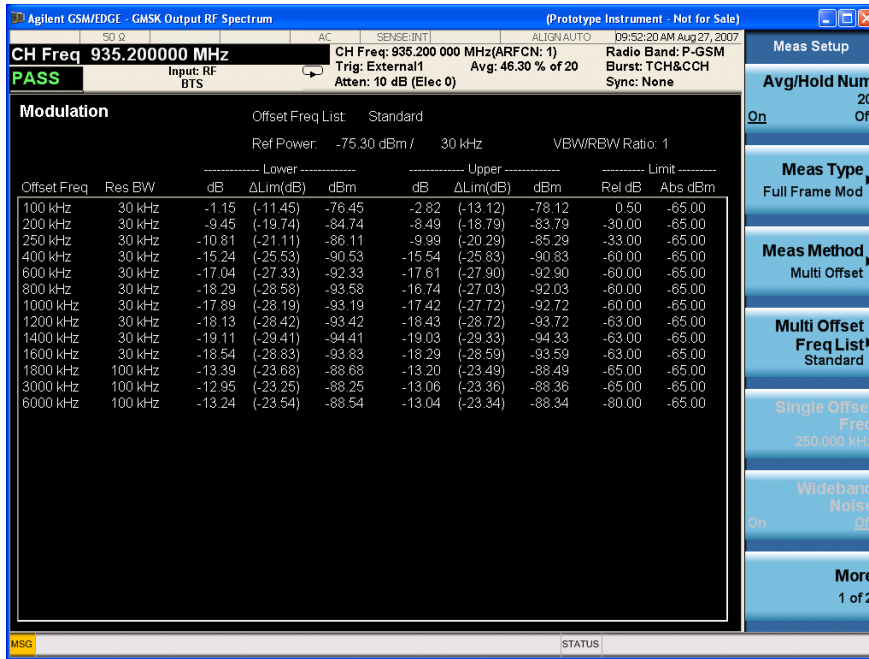 Agilent GSM/EDGE - GMSK Output RF Spectrum (Prototype Instrument - Not for Sale)
50 Ω AC SENSE:INT ALIGN AUTO 09:52:20 AM Aug 27, 2007
CH Freq 935.200000 MHz
CH Freq: 935.200 000 MHz(ARFCN: 1) Radio Band: P-GSM
Trig: External1 Avg: 46.30 % of 20 Burst: TCH&CCH
PASS Input: RF
BTS
Atten: 10 dB (Elec 0) Sync: None
Modulation
Offset Freq List: Standard
Ref Power: -75.30 dBm / 30 kHz VBW/RBW Ratio: 1
------------ Lower ------------ ------------ Upper ------------ --------- Limit ---------
Offset Freq Res BW dB ΔLim(dB) dBm dB ΔLim(dB) dBm Rel dB Abs dBm
100 kHz 30 kHz -1.15 (-11.45) -76.45 -2.82 (-13.12) -78.12 0.50 -65.00
200 kHz 30 kHz -9.45 (-19.74) -84.74 -8.49 (-18.79) -83.79 -30.00 -65.00
250 kHz 30 kHz -10.81 (-21.11) -86.11 -9.99 (-20.29) -85.29 -33.00 -65.00
400 kHz 30 kHz -15.24 (-25.53) -90.53 -15.54 (-25.83) -90.83 -60.00 -65.00
600 kHz 30 kHz -17.04 (-27.33) -92.33 -17.61 (-27.90) -92.90 -60.00 -65.00
800 kHz 30 kHz -18.29 (-28.58) -93.58 -16.74 (-27.03) -92.03 -60.00 -65.00
1000 kHz 30 kHz -17.89 (-28.19) -93.19 -17.42 (-27.72) -92.72 -60.00 -65.00
1200 kHz 30 kHz -18.13 (-28.42) -93.42 -18.43 (-28.72) -93.72 -63.00 -65.00
1400 kHz 30 kHz -19.11 (-29.41) -94.41 -19.03 (-29.33) -94.33 -63.00 -65.00
1600 kHz 30 kHz -18.54 (-28.83) -93.83 -18.29 (-28.59) -93.59 -63.00 -65.00
1800 kHz 100 kHz -13.39 (-23.68) -88.68 -13.20 (-23.49) -88.49 -65.00 -65.00
3000 kHz 100 kHz -12.95 (-23.25) -88.25 -13.06 (-23.36) -88.36 -65.00 -65.00
6000 kHz 100 kHz -13.24 (-23.54) -88.54 -13.04 (-23.34) -88.34 -80.00 -65.00
Meas Setup
Avg/Hold Num
20
On Of
Meas Type
Full Frame Mod
Meas Method
Multi Offset
Multi Offset
Freq List
Standard
Single Offse
Fre
250.000 kH
Wideban
Nois
On Of
More
1 of 2
MSG STATUS